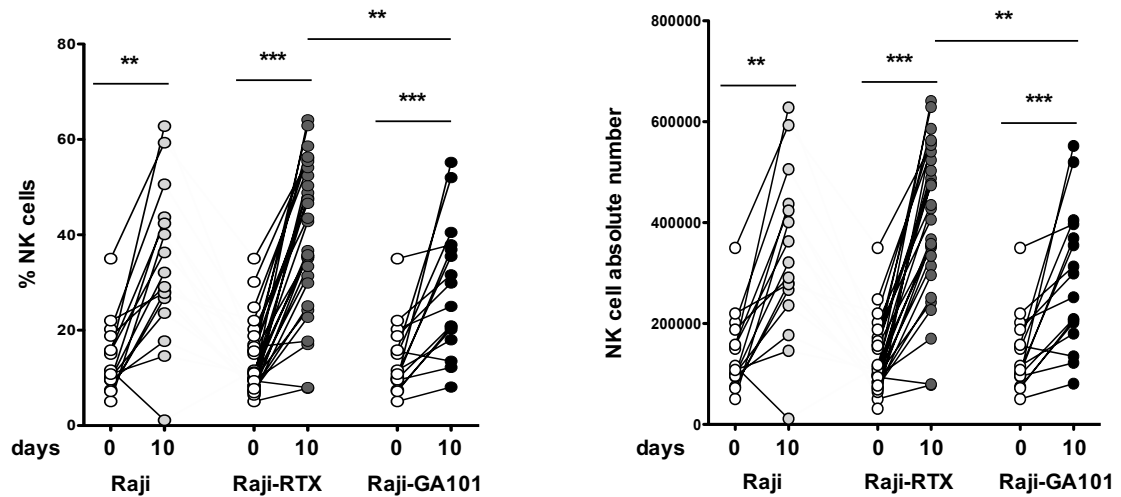 **
** *** ***
80
60
40
20
0
% NK cells
days 0 10 0 10 0 10
Raji Raji-RTX Raji-GA101
**
** *** ***
800000
600000
400000
200000
0
NK cell absolute number
days 0 10 0 10 0 10
Raji Raji-RTX Raji-GA101